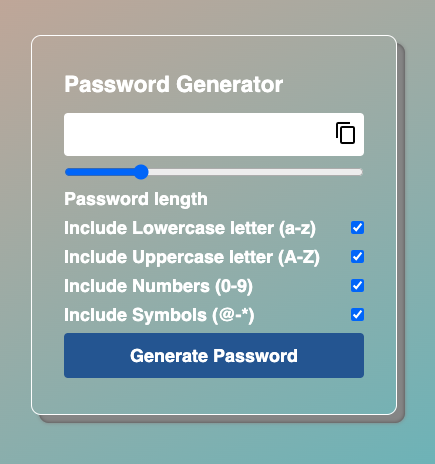 Password Generator
Password length
Include Lowercase letter (a-z)
Include Uppercase letter (A-Z)
Include Numbers (0-9)
Include Symbols (@-*)
Generate Password